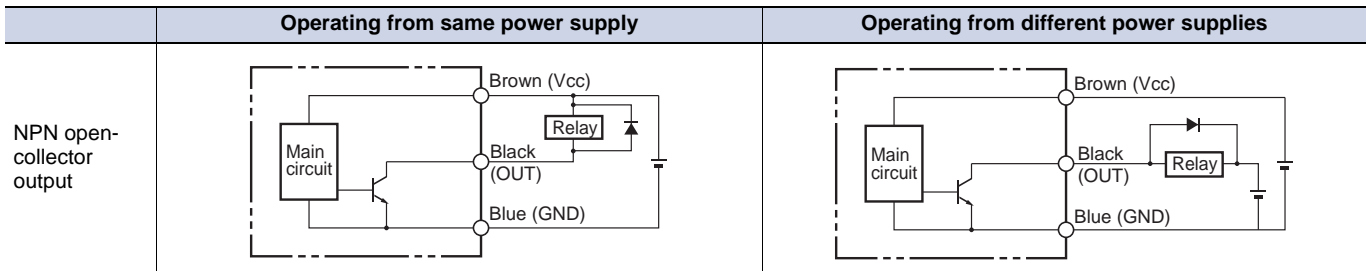 Operating from same power supply
Operating from different power supplies
NPN open-
collector
output
Brown (Vcc)
Relay
Main
circuit
Black
(OUT)
Blue (GND)
Brown (Vcc)
Main
circuit
Black
(OUT)
Relay
Blue (GND)